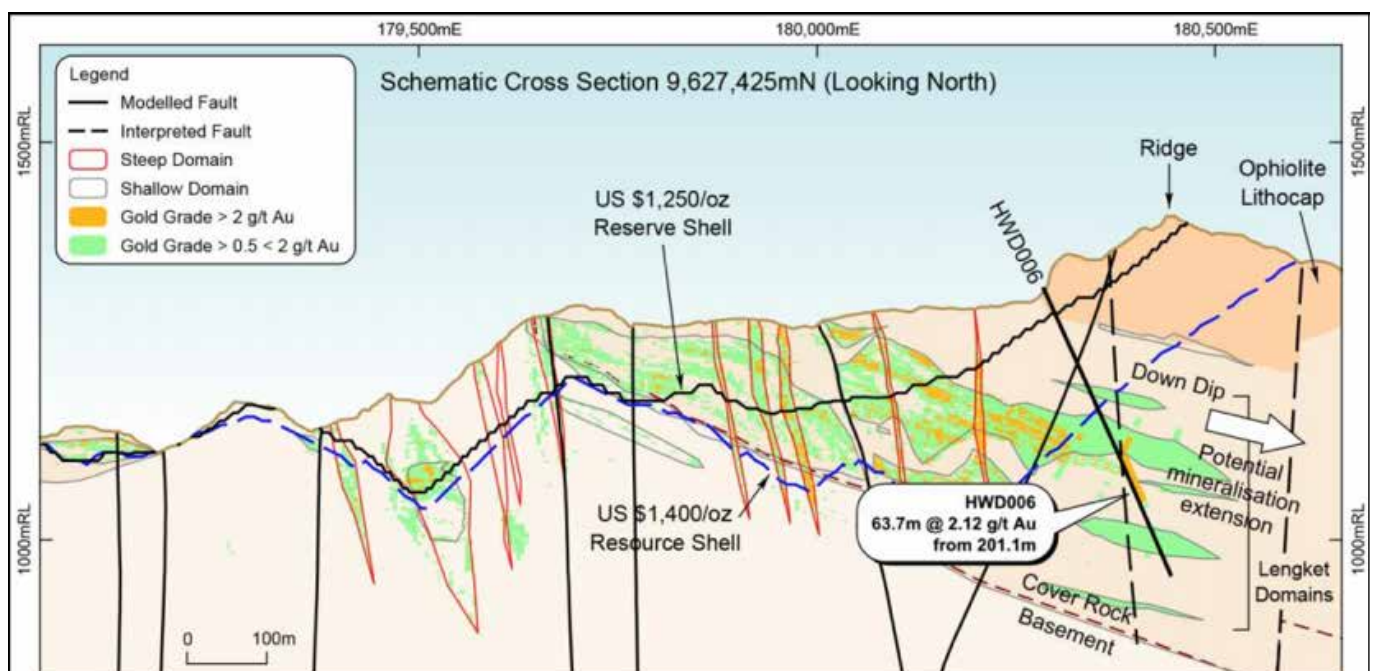 179,500mE
180,000mE
180,500mE
Legend
Modelled Fault
Interpreted Fault
Steep Domain
Shallow Domain
Gold Grade > 2 g/t Au
Gold Grade > 0.5 < 2 g/t Au
Schematic Cross Section 9,627,425mN (Looking North)
1500mRL
1500mRL
Ridge
Ophiolite
Lithocap
US $1,250/oz
Reserve Shell
HWD006
Down Dip
Potential
mineralisation
extension
HWD006
63.7m @ 2.12 g/t Au
from 201.1m
US $1,400/oz
Resource Shell
1000mRL
1000mRL
Lengket
Domains
Cover Rock
Basement
0 100m